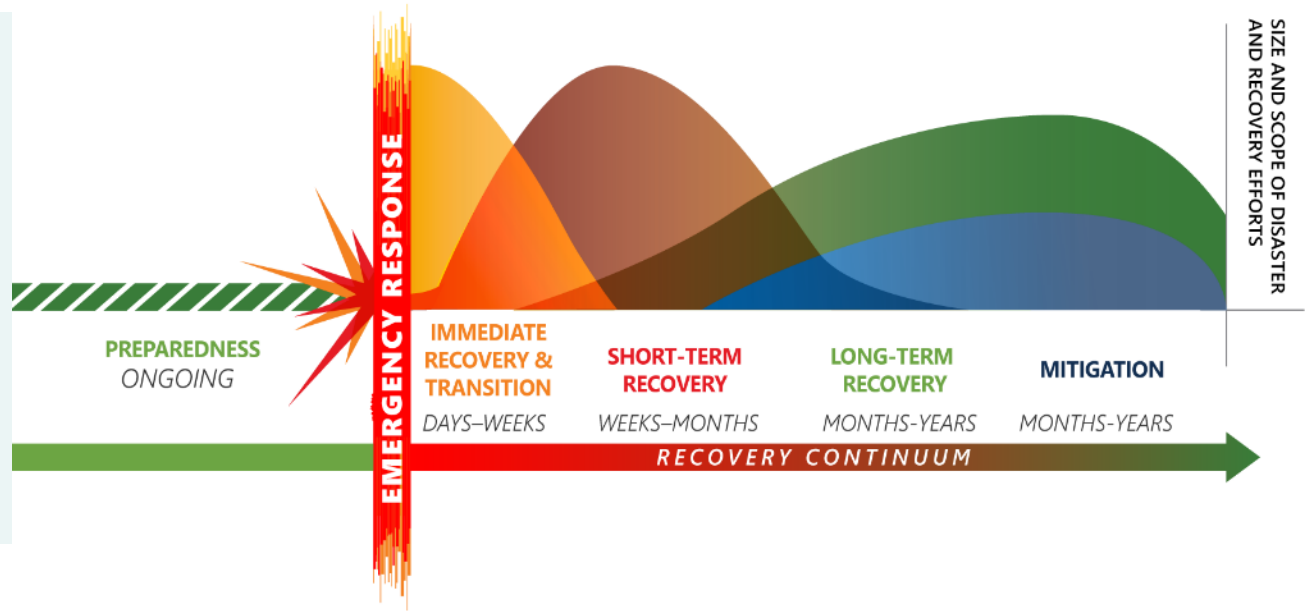 SIZE AND SCOPE OF DISASTER
AND RECOVERY EFFORTS
EMERGENCY RESPONSE
PREPAREDNESS
ONGOING
IMMEDIATE
RECOVERY &
TRANSITION
DAYS–WEEKS
SHORT-TERM
RECOVERY
WEEKS–MONTHS
LONG-TERM
RECOVERY
MONTHS-YEARS
MITIGATION
MONTHS-YEARS
RECOVERY CONTINUUM